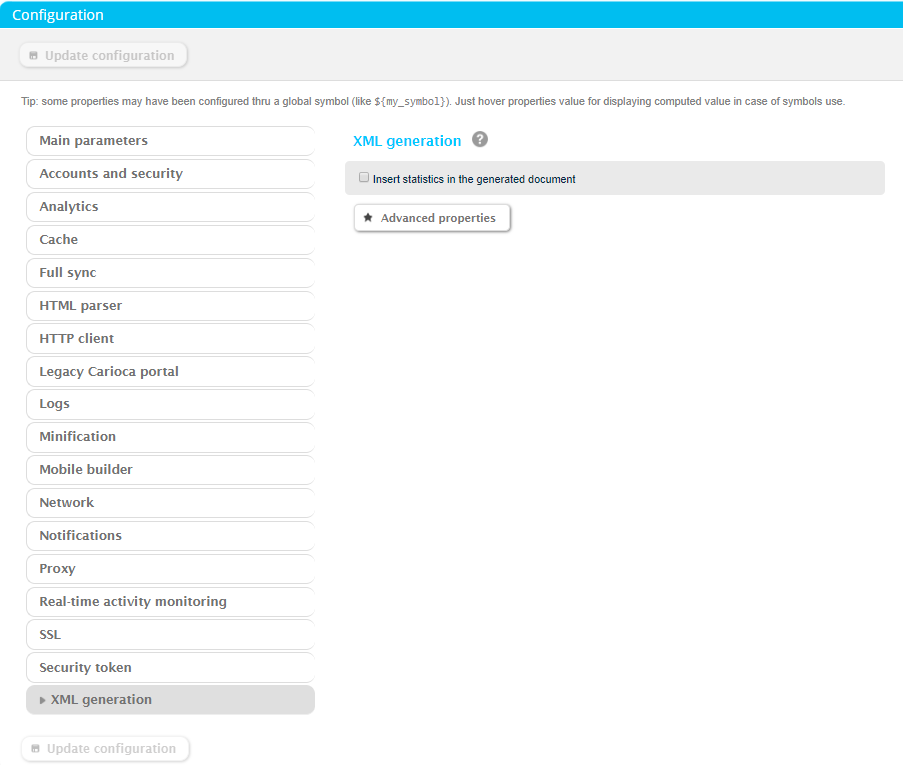 Configuration
Update configuration
Tip: some properties may have been configured thru a global symbol (like ${my_symbol}). Just hover properties value for displaying computed value in case of symbols use.
Main parameters
Accounts and security
Analytics
Cache
Full sync
HTML parser
HTTP client
Legacy Carioca portal
Logs
Minification
Mobile builder
Network
Notifications
Proxy
Real-time activity monitoring
SSL
Security token
XML generation
XML generation ?
Insert statistics in the generated document
Advanced properties
Update configuration